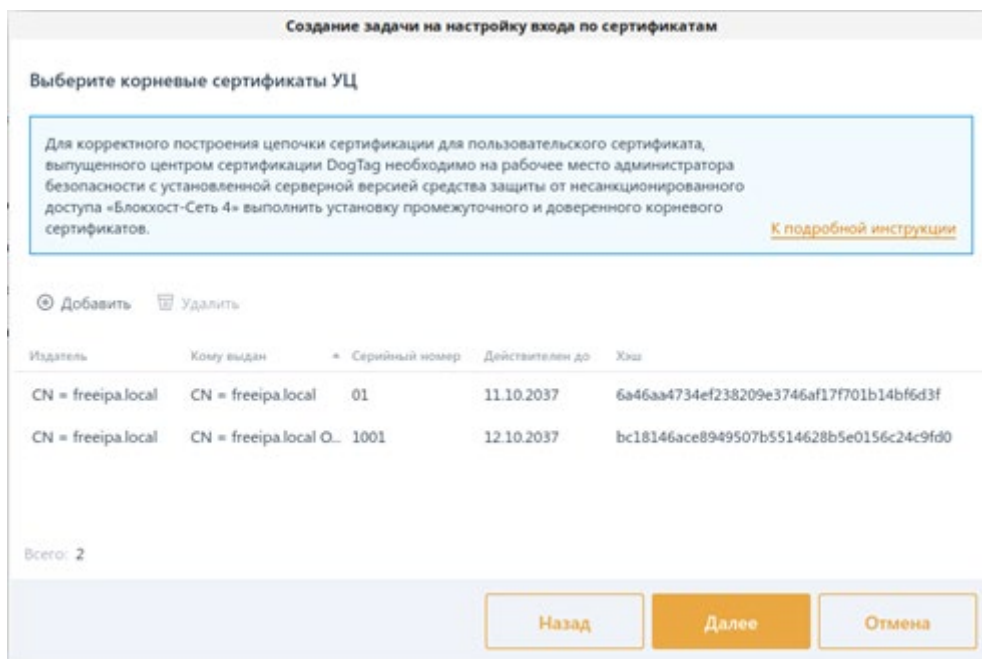 Создание задачи на настройку входа по сертификатам
Выберите корневые сертификаты УЦ
Для корректного построения цепочки сертификации для пользовательского сертификата,
выпущенного центром сертификации DogTag необходимо на рабочее место администратора
безопасности с установленной серверной версией средства защиты от несанкционированного
доступа «Блокхост-Сеть 4» выполнить установку промежуточного и доверенного корневого
сертификатов.
К подробной инструкции
Добавить Удалить
Издатель Кому выдан Серийный номер Действителен до Хэш
CN = freeipa.local CN = freeipa.local 01 11.10.2037 6a46aa4734ef238209e3746af17f701b14bf6d3f
CN = freeipa.local CN = freeipa.local O... 1001 12.10.2037 bc18146ace8949507b5514628b5e0156c24c9fd0
Всего: 2
Назад Далее Отмена